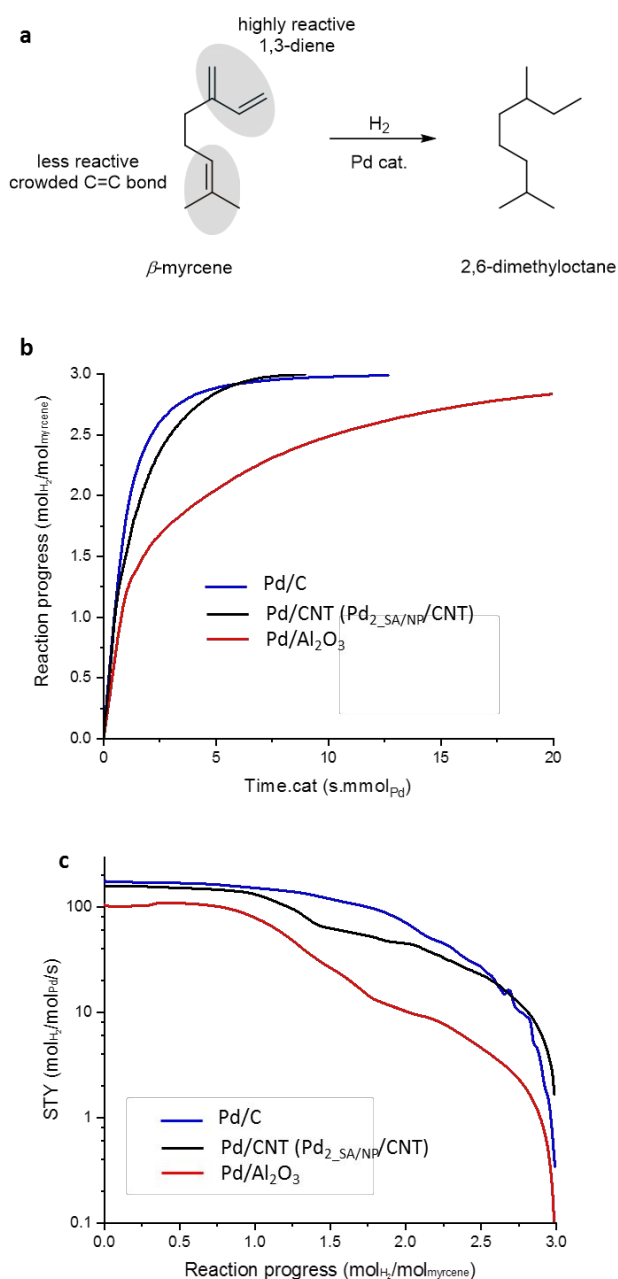 a
highly reactive
1,3-diene
less reactive
crowded C=C bond
H2
Pd cat.
β-myrcene
2,6-dimethyloctane
b
3.0
2.5
2.0
1.5
1.0
0.5
0.0
Reaction progress (molH2/molmyrcene)
Pd/C
Pd/CNT (Pd2_SA/NP/CNT)
Pd/Al2O3
0
5
10
15
20
Time.cat (s.mmolPd)
c
100
10
1
0.1
STY (molH2/molPd/s)
Pd/C
Pd/CNT (Pd2_SA/NP/CNT)
Pd/Al2O3
0.0
0.5
1.0
1.5
2.0
2.5
3.0
Reaction progress (molH2/molmyrcene)